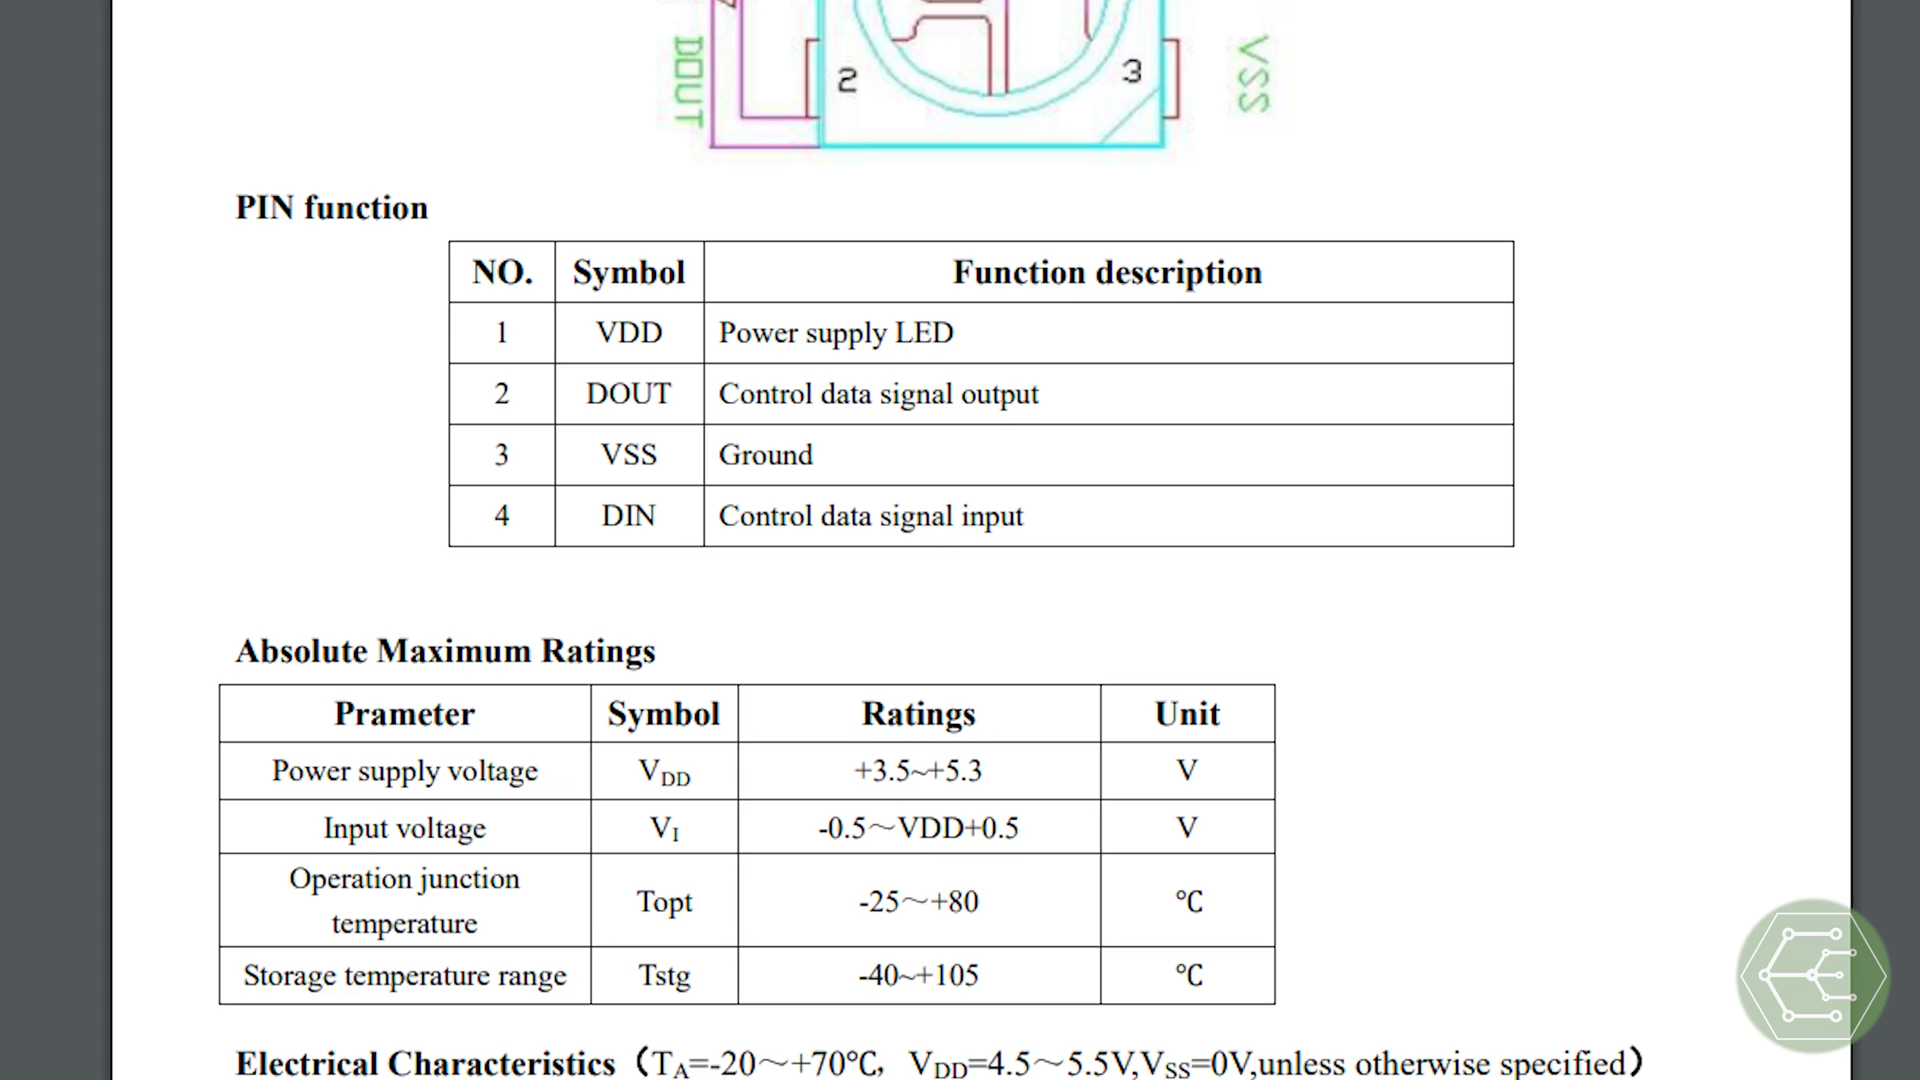 DOUT
2
3
VSS
PIN function
NO. Symbol Function description
1 VDD Power supply LED
2 DOUT Control data signal output
3 VSS Ground
4 DIN Control data signal input
Absolute Maximum Ratings
Prameter Symbol Ratings Unit
Power supply voltage VDD +3.5~+5.3 V
Input voltage VI -0.5～VDD+0.5 V
Operation junction
temperature Topt -25～+80 ℃
Storage temperature range Tstg -40~+105 ℃
Electrical Characteristics（TA=-20～+70℃, VDD=4.5～5.5V,VSS=0V,unless otherwise specified）